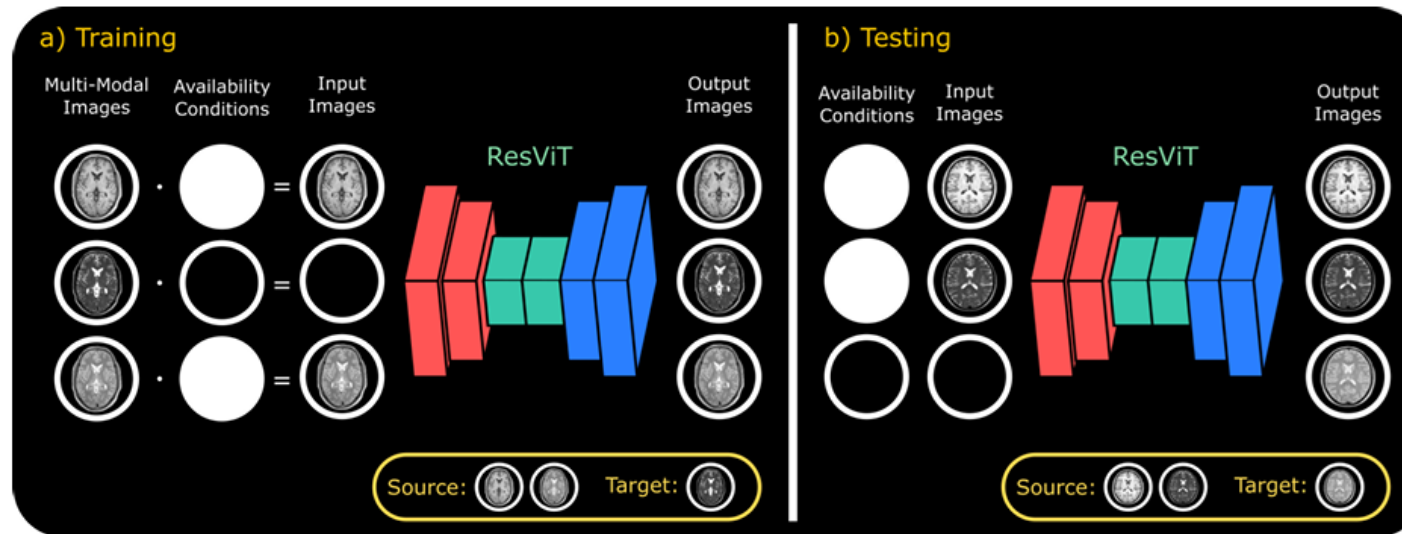 a) Training
Multi-Modal
Images
Availability
Conditions
Input
Images
Output
Images
ResViT
· =
· =
· =
Source:
Target:
b) Testing
Availability
Conditions
Input
Images
Output
Images
ResViT
Source:
Target: